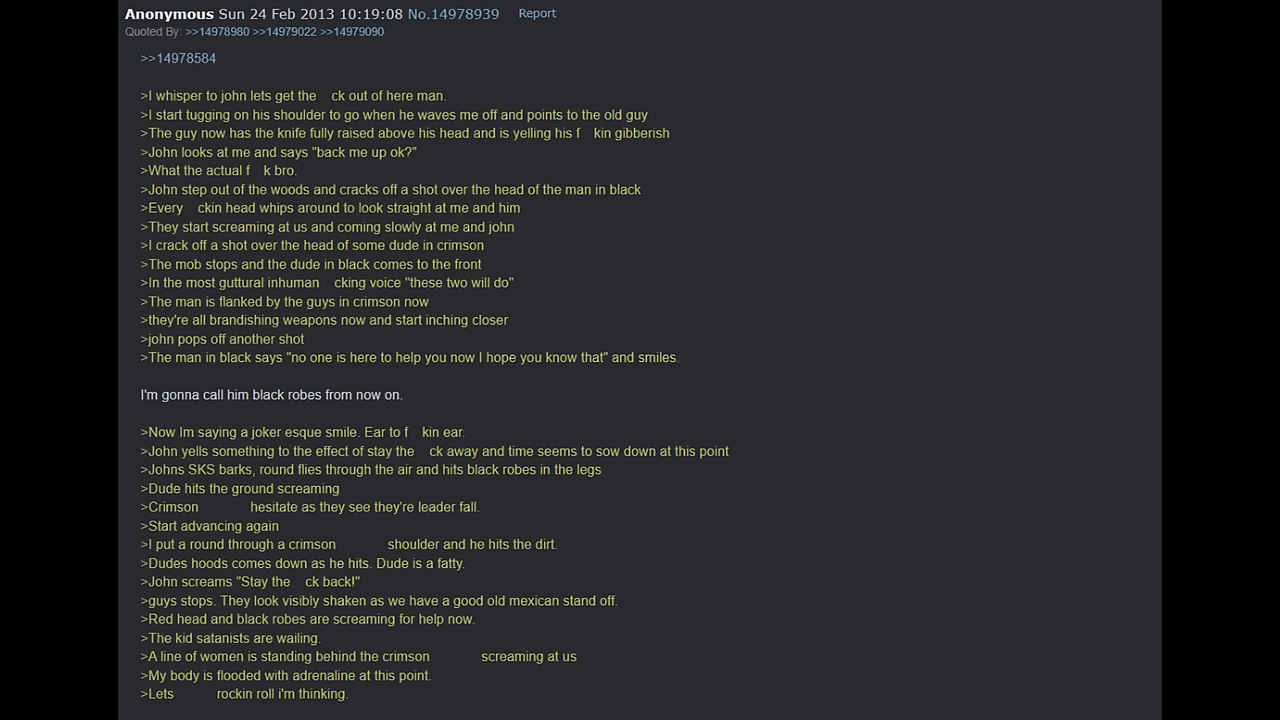 Anonymous Sun 24 Feb 2013 10:19:08 No.14978939 Report
Quoted By: >>14978980 >>14979022 >>14979090
>>14978584
>I whisper to john lets get the ck out of here man.
>I start tugging on his shoulder to go when he waves me off and points to the old guy
>The guy now has the knife fully raised above his head and is yelling his f kin gibberish
>John looks at me and says "back me up ok?"
>What the actual f k bro.
>John step out of the woods and cracks off a shot over the head of the man in black
>Every ckin head whips around to look straight at me and him
>They start screaming at us and coming slowly at me and john
>I crack off a shot over the head of some dude in crimson
>The mob stops and the dude in black comes to the front
>In the most guttural inhuman cking voice "these two will do"
>The man is flanked by the guys in crimson now
>they're all brandishing weapons now and start inching closer
>john pops off another shot
>The man in black says "no one is here to help you now I hope you know that" and smiles.
I'm gonna call him black robes from now on.
>Now Im saying a joker esque smile. Ear to f kin ear.
>John yells something to the effect of stay the ck away and time seems to sow down at this point
>Johns SKS barks, round flies through the air and hits black robes in the legs
>Dude hits the ground screaming
>Crimson hesitate as they see they're leader fall.
>Start advancing again
>I put a round through a crimson shoulder and he hits the dirt.
>Dudes hoods comes down as he hits. Dude is a fatty.
>John screams "Stay the ck back!"
>guys stops. They look visibly shaken as we have a good old mexican stand off.
>Red head and black robes are screaming for help now.
>The kid satanists are wailing.
>A line of women is standing behind the crimson screaming at us
>My body is flooded with adrenaline at this point.
>Lets rockin roll i'm thinking.